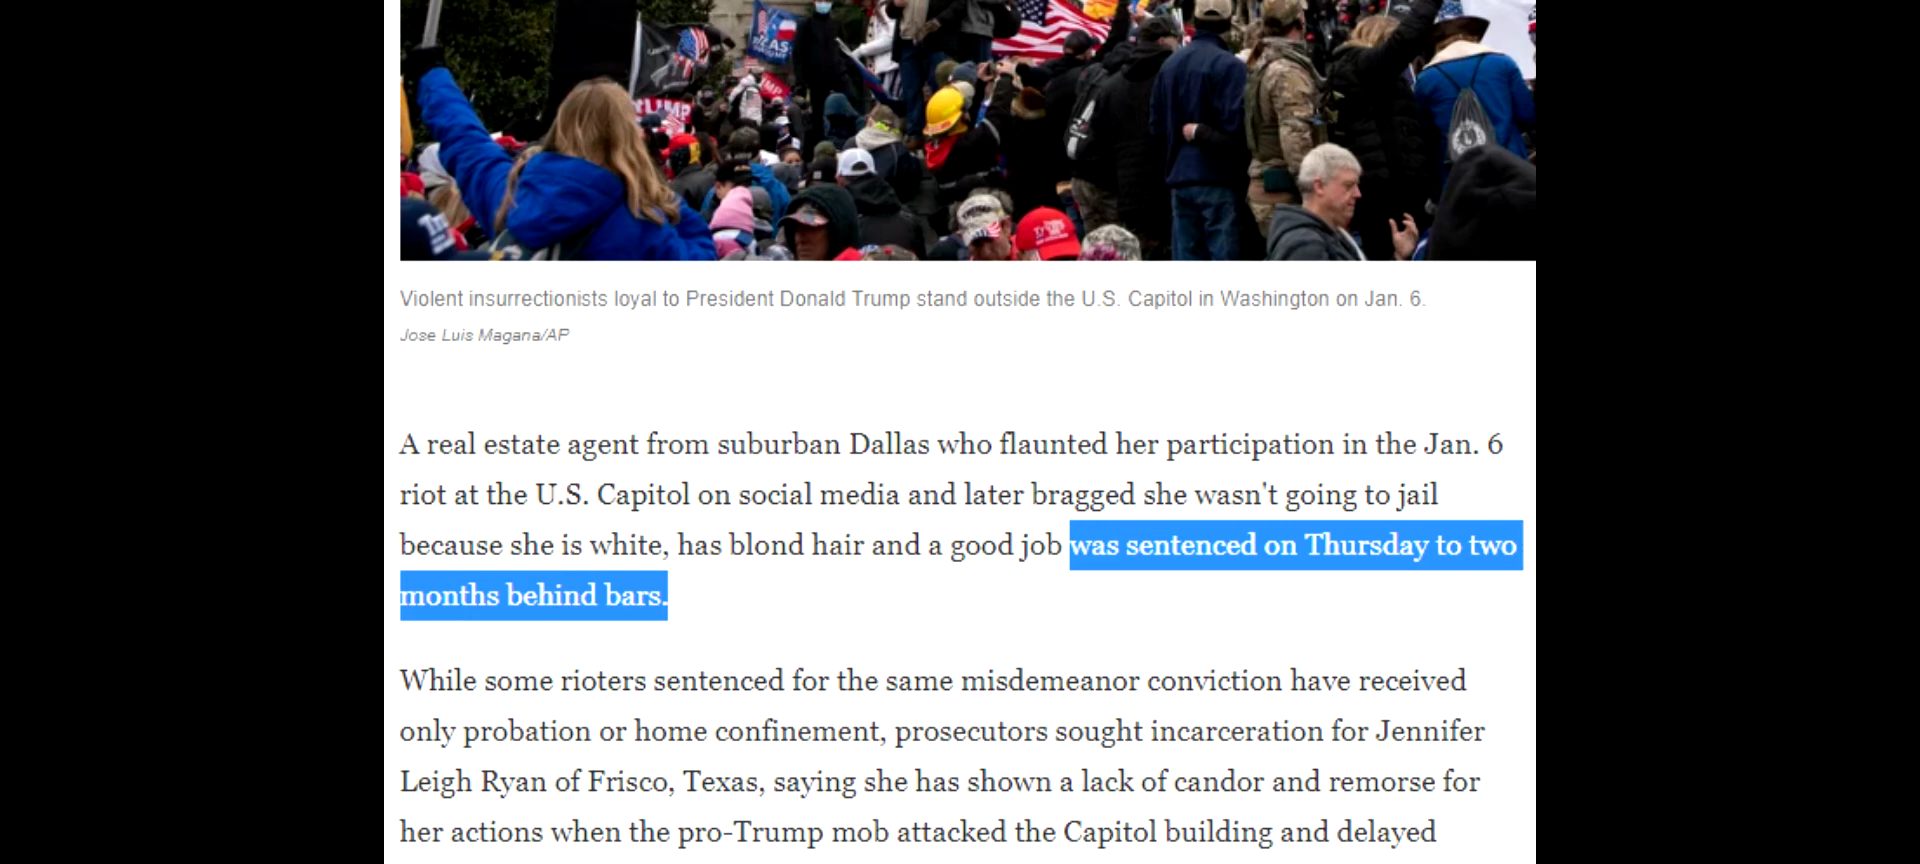 TEXAS
TRUMP
TRUMP
Trump
Violent insurrectionists loyal to President Donald Trump stand outside the U.S. Capitol in Washington on Jan. 6.
Jose Luis Magana/AP
A real estate agent from suburban Dallas who flaunted her participation in the Jan. 6
riot at the U.S. Capitol on social media and later bragged she wasn't going to jail
because she is white, has blond hair and a good job was sentenced on Thursday to two
months behind bars.
While some rioters sentenced for the same misdemeanor conviction have received
only probation or home confinement, prosecutors sought incarceration for Jennifer
Leigh Ryan of Frisco, Texas, saying she has shown a lack of candor and remorse for
her actions when the pro-Trump mob attacked the Capitol building and delayed